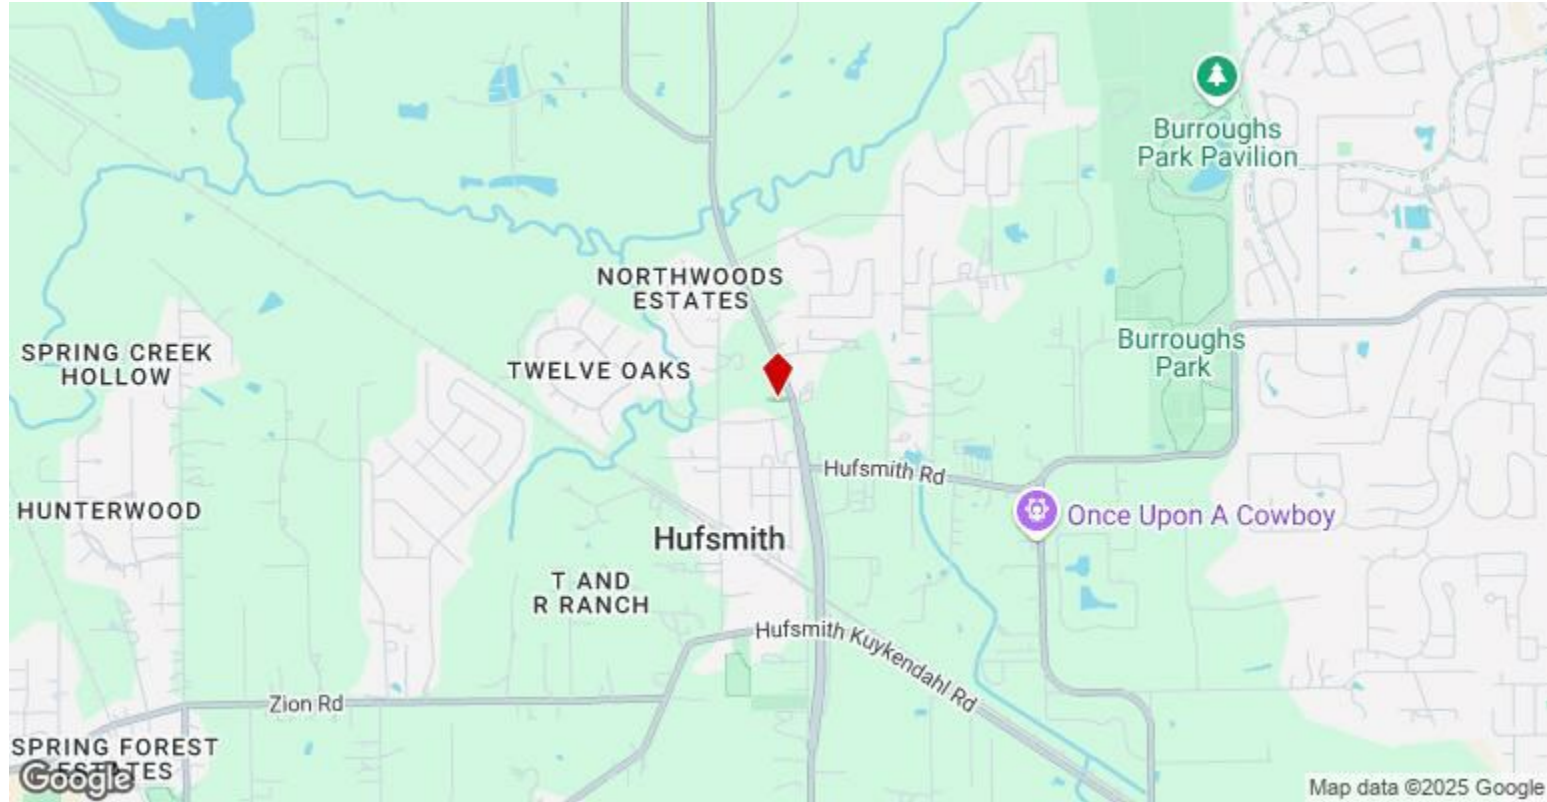 Burroughs
Park Pavilion
NORTHWOODS
ESTATES
SPRING CREEK
HOLLOW
TWELVE OAKS
Burroughs
Park
Hufsmith Rd
HUNTERWOOD
Once Upon A Cowboy
Hufsmith
T AND
R RANCH
Hufsmith Kuykendahl Rd
Zion Rd
SPRING FOREST
ESTATES
Google
Map data ©2025 Google